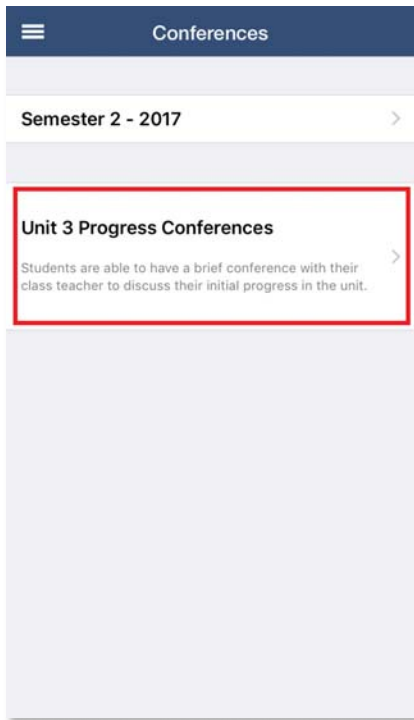 Conferences
Semester 2 - 2017
Unit 3 Progress Conferences
Students are able to have a brief conference with their
class teacher to discuss their initial progress in the unit.